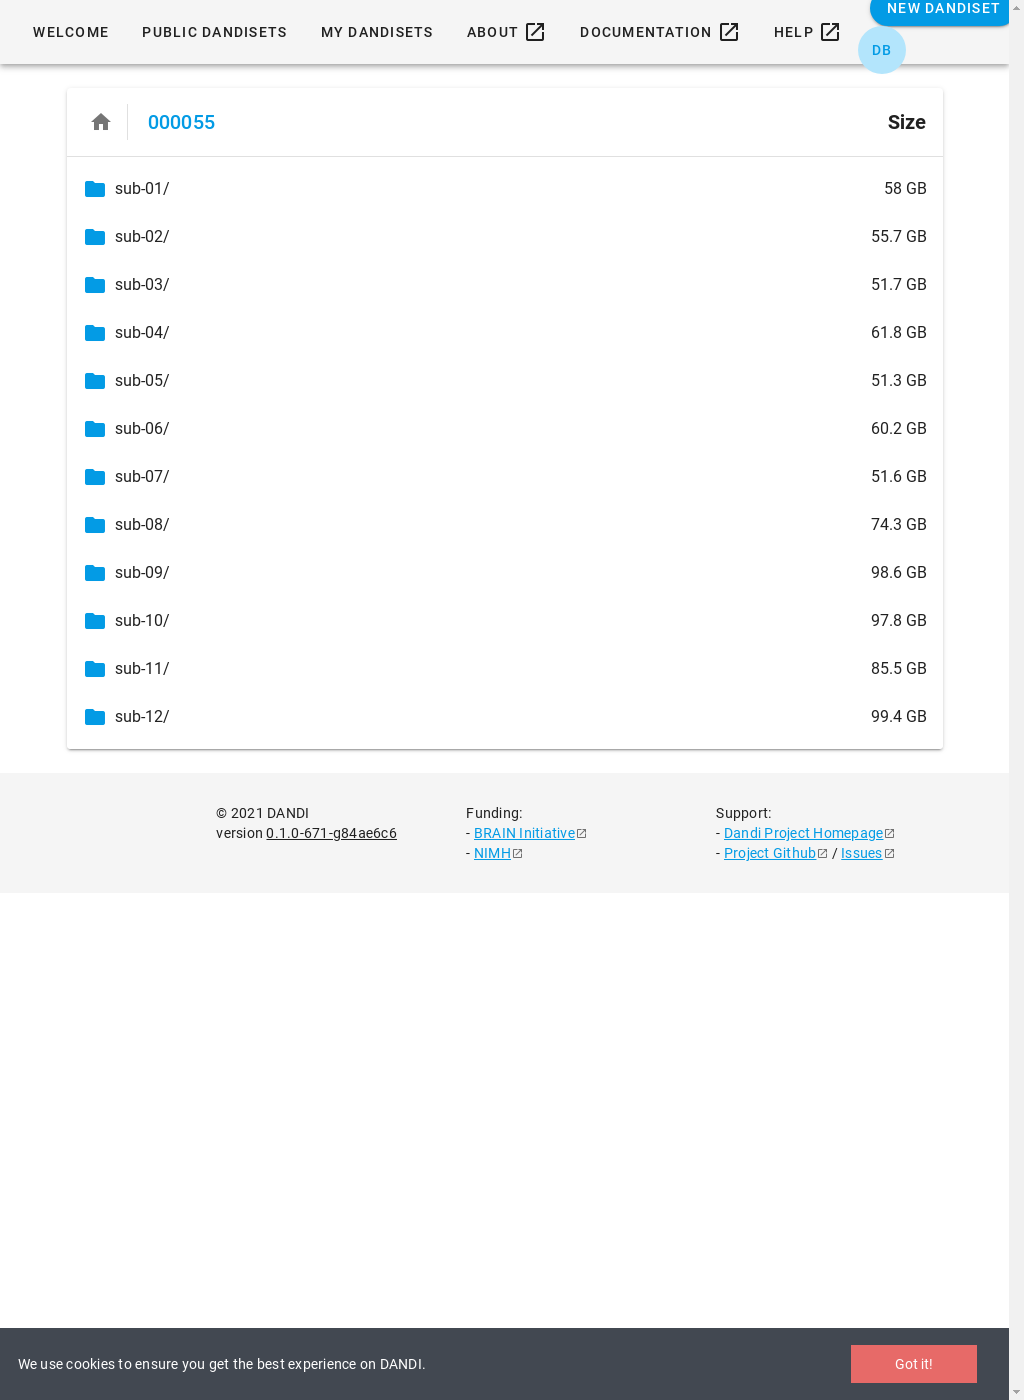 WELCOME PUBLIC DANDISETS MY DANDISETS ABOUT DOCUMENTATION HELP NEW DANDISET
DB
000055 Size
sub-01/ 58 GB
sub-02/ 55.7 GB
sub-03/ 51.7 GB
sub-04/ 61.8 GB
sub-05/ 51.3 GB
sub-06/ 60.2 GB
sub-07/ 51.6 GB
sub-08/ 74.3 GB
sub-09/ 98.6 GB
sub-10/ 97.8 GB
sub-11/ 85.5 GB
sub-12/ 99.4 GB
© 2021 DANDI
version 0.1.0-671-g84ae6c6
Funding:
- BRAIN Initiative
- NIMH
Support:
- Dandi Project Homepage
- Project Github / Issues
We use cookies to ensure you get the best experience on DANDI. Got it!